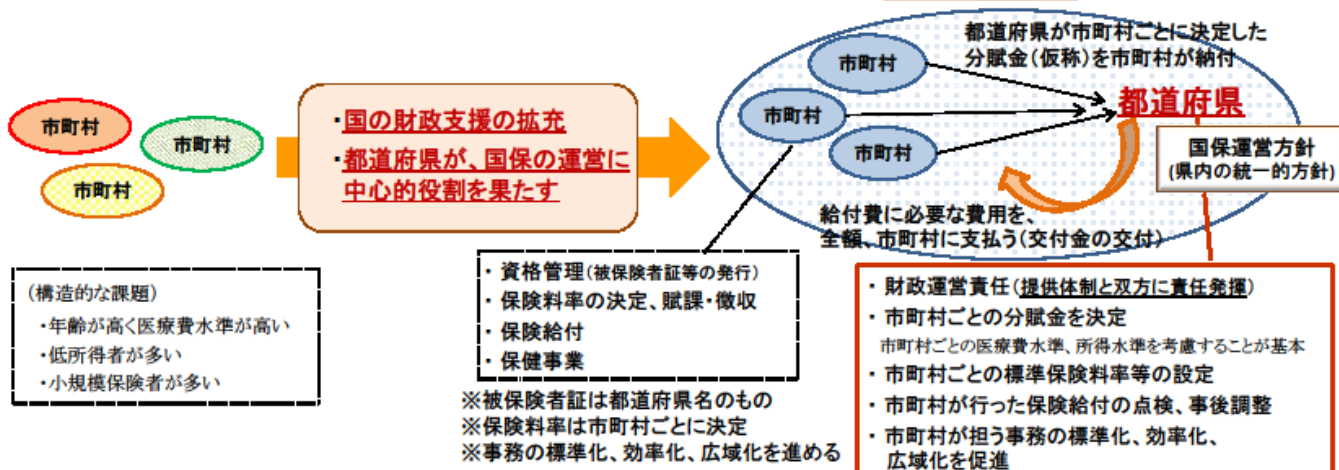 市町村
市町村
市町村
・国の財政支援の拡充
・都道府県が、国保の運営に
中心的役割を果たす
(構造的な課題)
・年齢が高く医療費水準が高い
・低所得者が多い
・小規模保険者が多い
都道府県が市町村ごとに決定した
分賦金(仮称)を市町村が納付
市町村
市町村
市町村
都道府県
国保運営方針
(県内の統一的方針)
給付費に必要な費用を、
全額、市町村に支払う(交付金の交付)
・ 資格管理(被保険者証等の発行)
・ 保険料率の決定、賦課・徴収
・ 保険給付
・ 保健事業
※被保険者証は都道府県名のもの
※保険料率は市町村ごとに決定
※事務の標準化、効率化、広域化を進める
・ 財政運営責任(提供体制と双方に責任発揮)
・ 市町村ごとの分賦金を決定
市町村ごとの医療費水準、所得水準を考慮することが基本
・ 市町村ごとの標準保険料率等の設定
・ 市町村が行った保険給付の点検、事後調整
・ 市町村が担う事務の標準化、効率化、
広域化を促進